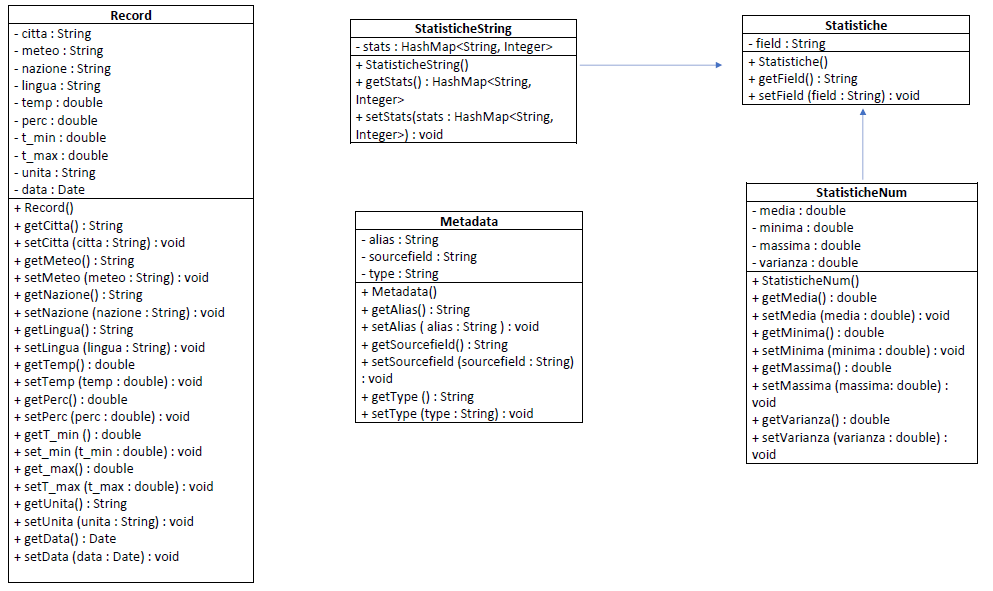 Record
- citta : String
- meteo : String
- nazione : String
- lingua : String
- temp : double
- perc : double
- t_min : double
- t_max : double
- unita : String
- data : Date
+ Record()
+ getCitta() : String
+ setCitta (citta : String) : void
+ getMeteo() : String
+ setMeteo (meteo : String) : void
+ getNazione() : String
+ setNazione (nazione : String) : void
+ getLingua() : String
+ setLingua (lingua : String) : void
+ getTemp() : double
+ setTemp (temp : double) : void
+ getPerc() : double
+ setPerc (perc : double) : void
+ getT_min () : double
+ set_min (t_min : double) : void
+ get_max() : double
+ setT_max (t_max : double) : void
+ getUnita() : String
+ setUnita (unita : String) : void
+ getData() : Date
+ setData (data : Date) : void
StatisticheString
- stats : HashMap<String, Integer>
+ StatisticheString()
+ getStats() : HashMap<String,
Integer>
+ setStats(stats : HashMap<String,
Integer>) : void
Metadata
- alias : String
- sourcefield : String
- type : String
+ Metadata()
+ getAlias() : String
+ setAlias ( alias : String ) : void
+ getSourcefield() : String
+ setSourcefield (sourcefield : String)
: void
+ getType () : String
+ setType (type : String) : void
Statistiche
- field : String
+ Statistiche()
+ getField() : String
+ setField (field : String) : void
StatisticheNum
- media : double
- minima : double
- massima : double
- varianza : double
+ StatisticheNum()
+ getMedia() : double
+ setMedia (media : double) : void
+ getMinima() : double
+ setMinima (minima : double) : void
+ getMassima() : double
+ setMassima (massima: double) :
void
+ getVarianza() : double
+ setVarianza (varianza : double) :
void